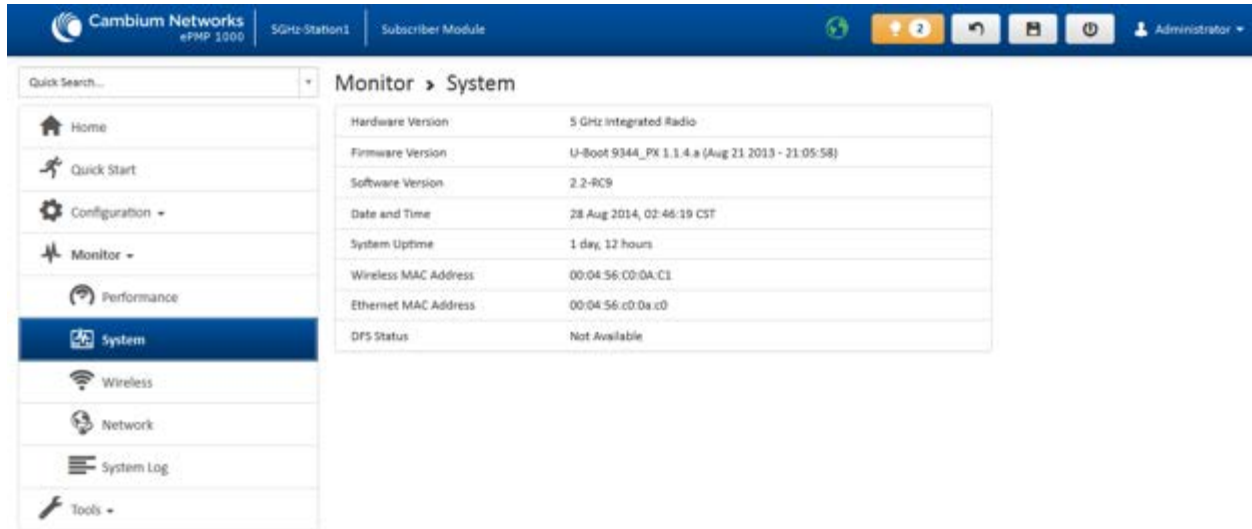 Cambium Networks
ePMP 1000
5GHz-Station1
Subscriber Module
2
Administrator
Quick Search...
Home
Quick Start
Configuration
Monitor
Performance
System
Wireless
Network
System Log
Tools
Monitor > System
Hardware Version 5 GHz Integrated Radio
Firmware Version U-Boot 9344_PX 1.1.4.a (Aug 21 2013 - 21:05:58)
Software Version 2.2-RC9
Date and Time 28 Aug 2014, 02:46:19 CST
System Uptime 1 day, 12 hours
Wireless MAC Address 00:04:56:C0:0A:C1
Ethernet MAC Address 00:04:56:c0:0a:c0
DFS Status Not Available